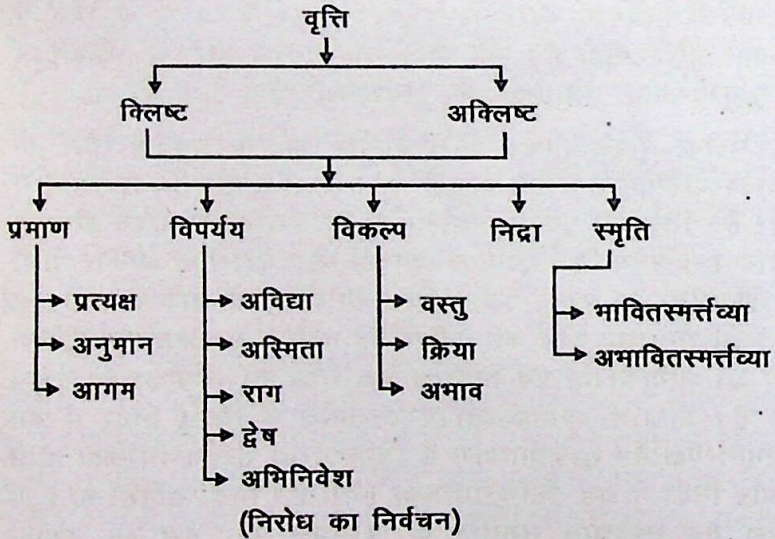 वृत्ति
क्लिष्ट अक्लिष्ट
प्रमाण विपर्यय विकल्प निद्रा स्मृति
प्रत्यक्ष अविद्या वस्तु भावितस्मर्त्तव्या
अनुमान अस्मिता क्रिया अभावितस्मर्त्तव्या
आगम राग अभाव
द्वेष
अभिनिवेश
(निरोध का निर्वचन)